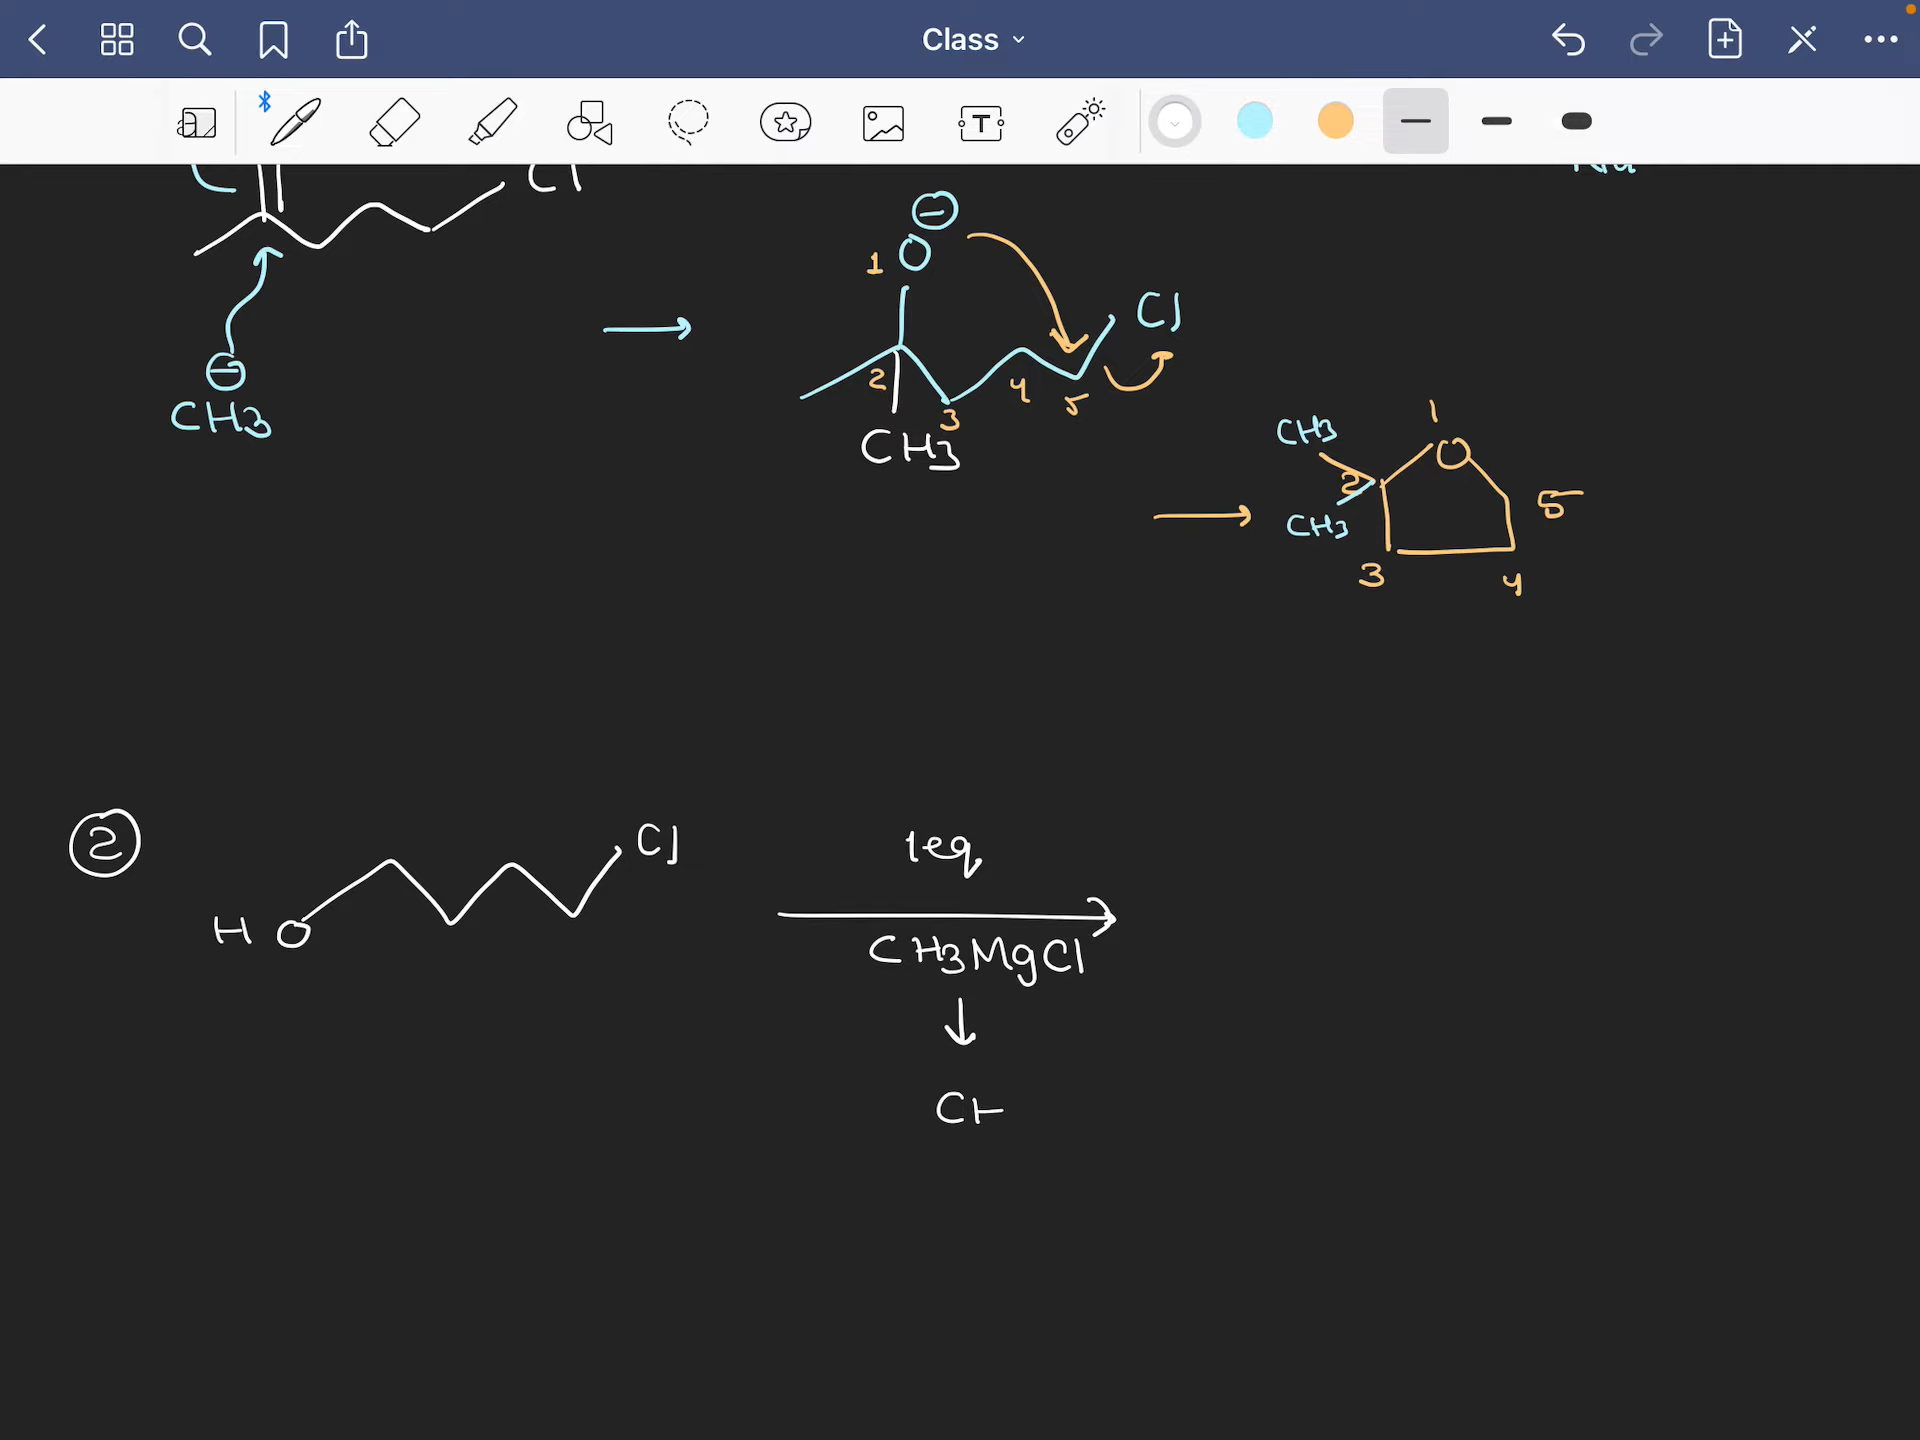 Class
T
Cl
⊖
1 O
Cl
2 3 4 5
CH3
⊖
CH3
CH3
1
O
2
5
CH3
3 4
②
HO Cl
1eq
CH3MgCl
↓
CH